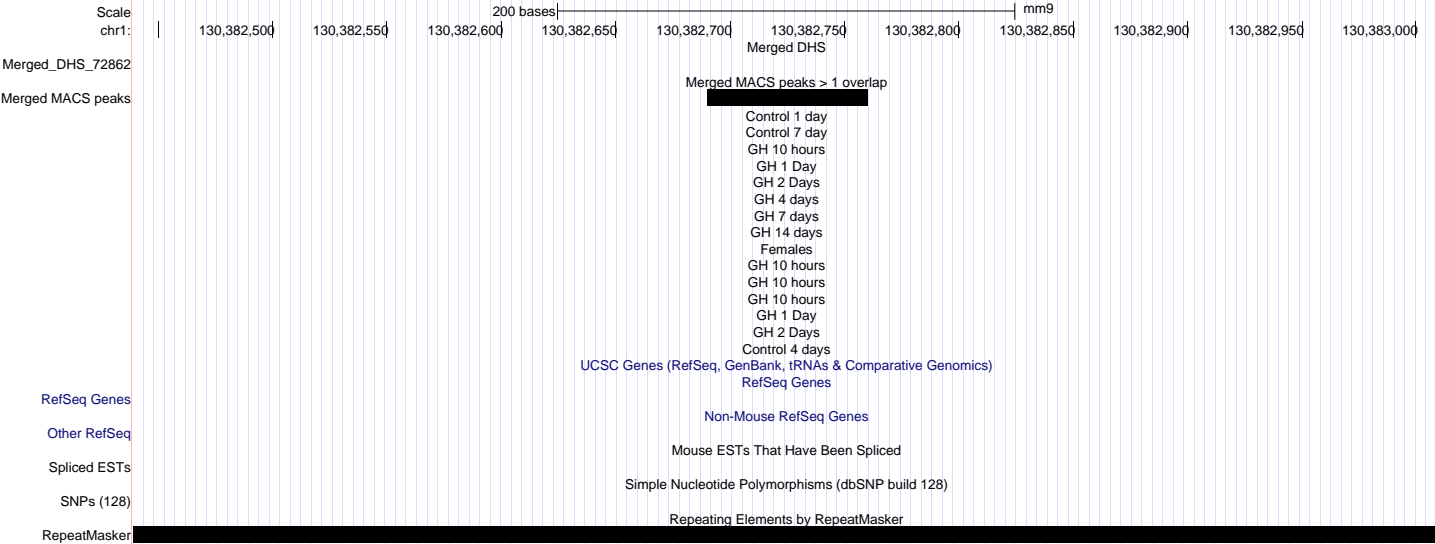 Scale 200 bases mm9
chr1: 130,382,500 130,382,550 130,382,600 130,382,650 130,382,700 130,382,750 130,382,800 130,382,850 130,382,900 130,382,950 130,383,000
Merged DHS
Merged_DHS_72862
Merged MACS peaks > 1 overlap
Merged MACS peaks
Control 1 day
Control 7 day
GH 10 hours
GH 1 Day
GH 2 Days
GH 4 days
GH 7 days
GH 14 days
Females
GH 10 hours
GH 10 hours
GH 10 hours
GH 1 Day
GH 2 Days
Control 4 days
UCSC Genes (RefSeq, GenBank, tRNAs & Comparative Genomics)
RefSeq Genes
RefSeq Genes
Non-Mouse RefSeq Genes
Other RefSeq
Mouse ESTs That Have Been Spliced
Spliced ESTs
Simple Nucleotide Polymorphisms (dbSNP build 128)
SNPs (128)
Repeating Elements by RepeatMasker
RepeatMasker